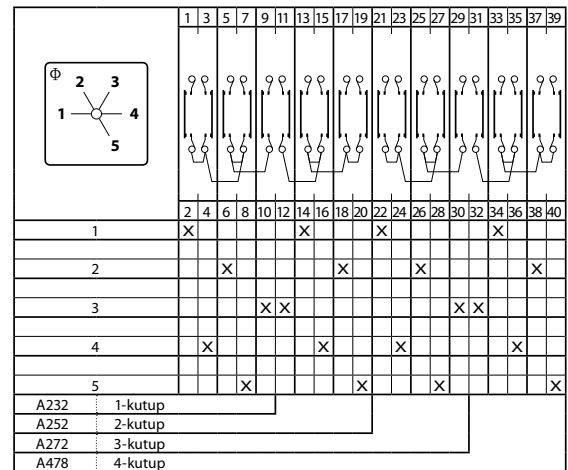 1 3 5 7 9 11 13 15 17 19 21 23 25 27 29 31 33 35 37 39
Φ
2 3
1 4
5
2 4 6 8 10 12 14 16 18 20 22 24 26 28 30 32 34 36 38 40
1 X X X X
2 X X X X
3 X X X X
4 X X X X
5 X X X X
A232 1-kutup
A252 2-kutup
A272 3-kutup
A478 4-kutup